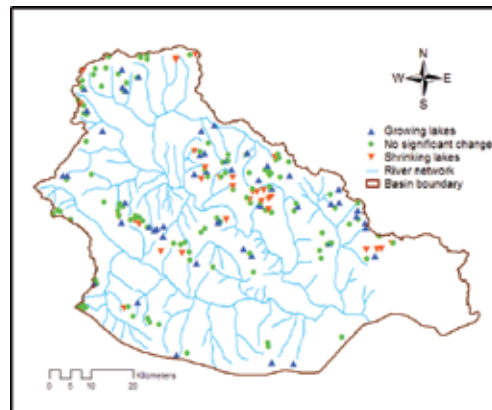 N
W E
S
Growing lakes
No significant change
Shrinking lakes
River network
Basin boundary
0 5 10 20
Kilometers